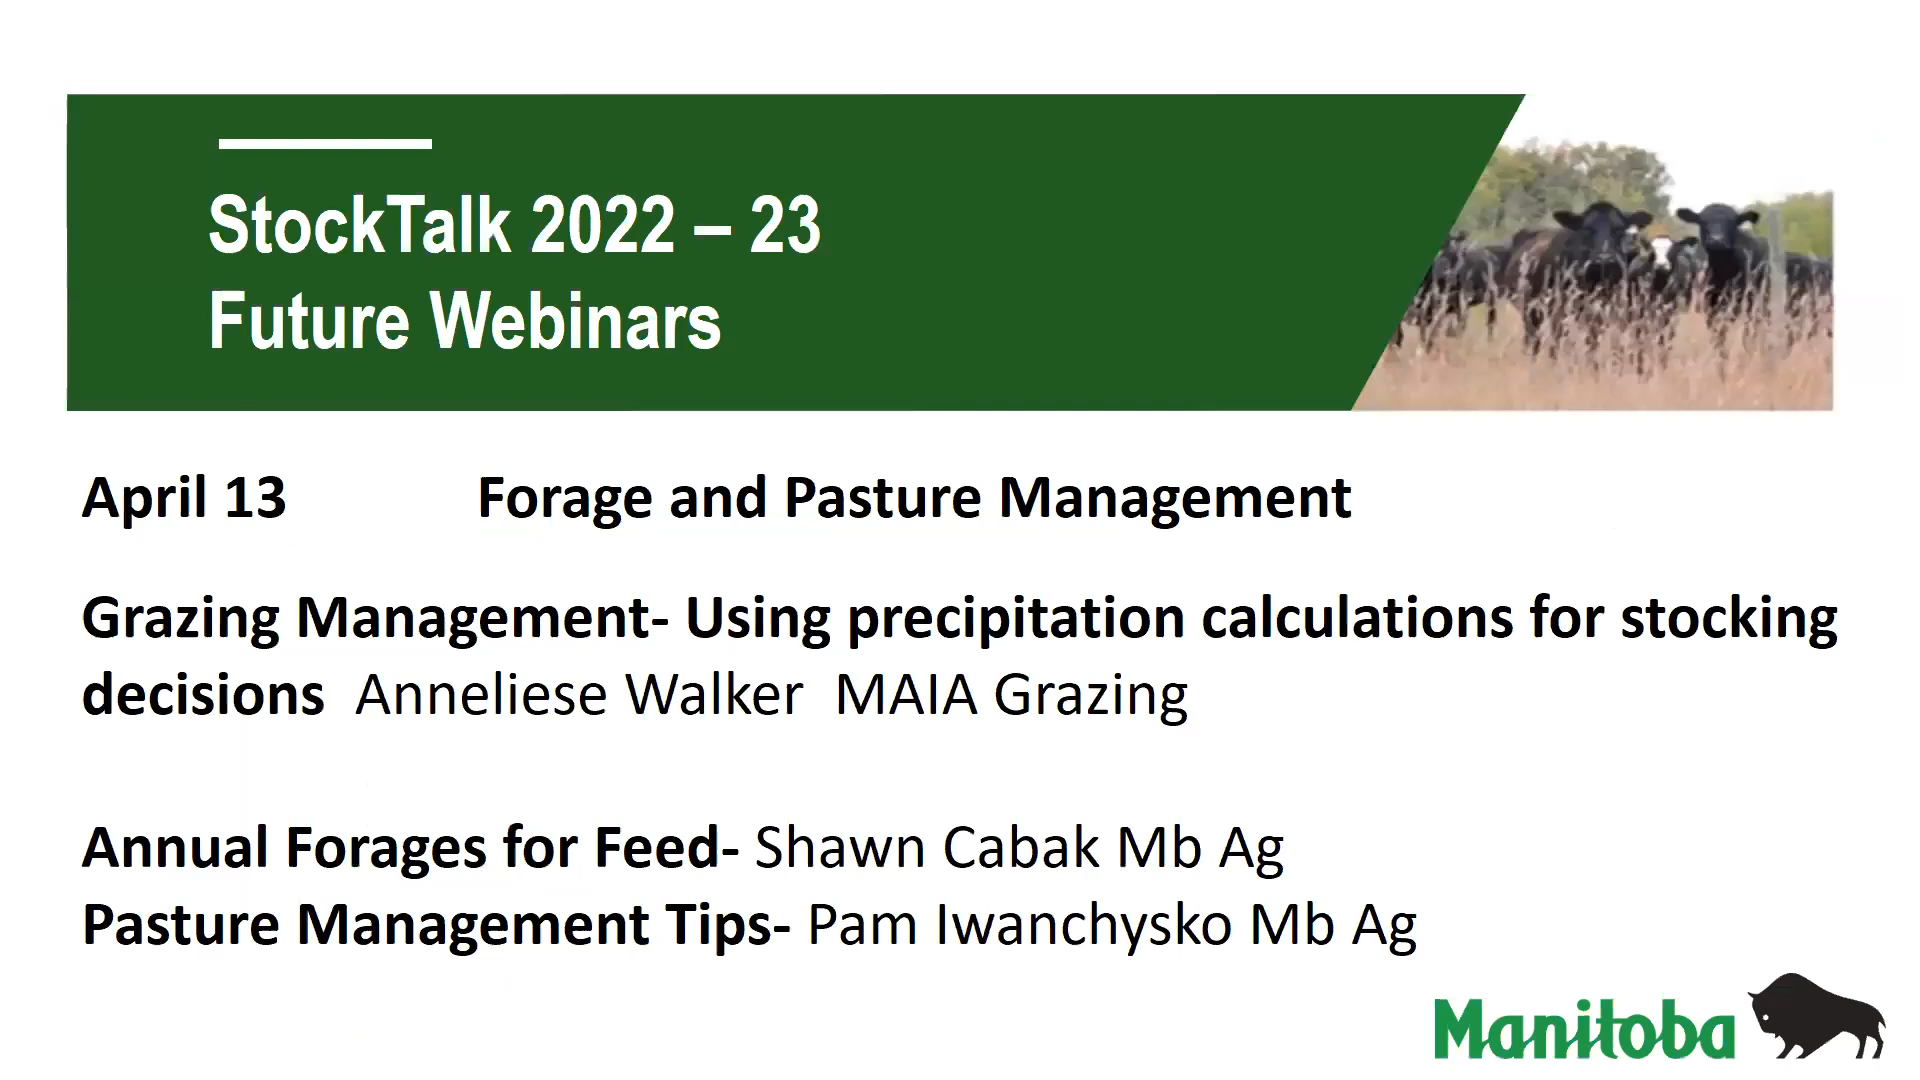 StockTalk 2022 – 23
Future Webinars
April 13 Forage and Pasture Management
Grazing Management- Using precipitation calculations for stocking
decisions Anneliese Walker MAIA Grazing
Annual Forages for Feed- Shawn Cabak Mb Ag
Pasture Management Tips- Pam Iwanchysko Mb Ag
Manitoba